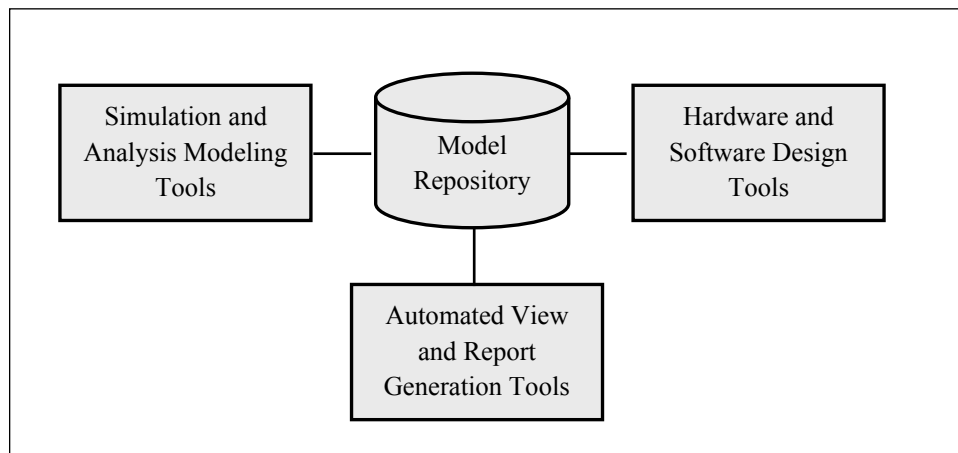 Simulation and
Analysis Modeling
Tools
Model
Repository
Hardware and
Software Design
Tools
Automated View
and Report
Generation Tools